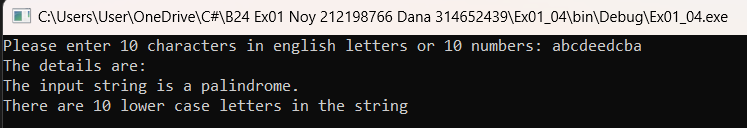 C:\Users\User\OneDrive\C#\B24 Ex01 Noy 212198766 Dana 314652439\Ex01_04\bin\Debug\Ex01_04.exe
Please enter 10 characters in english letters or 10 numbers: abcdeedcba
The details are:
The input string is a palindrome.
There are 10 lower case letters in the string